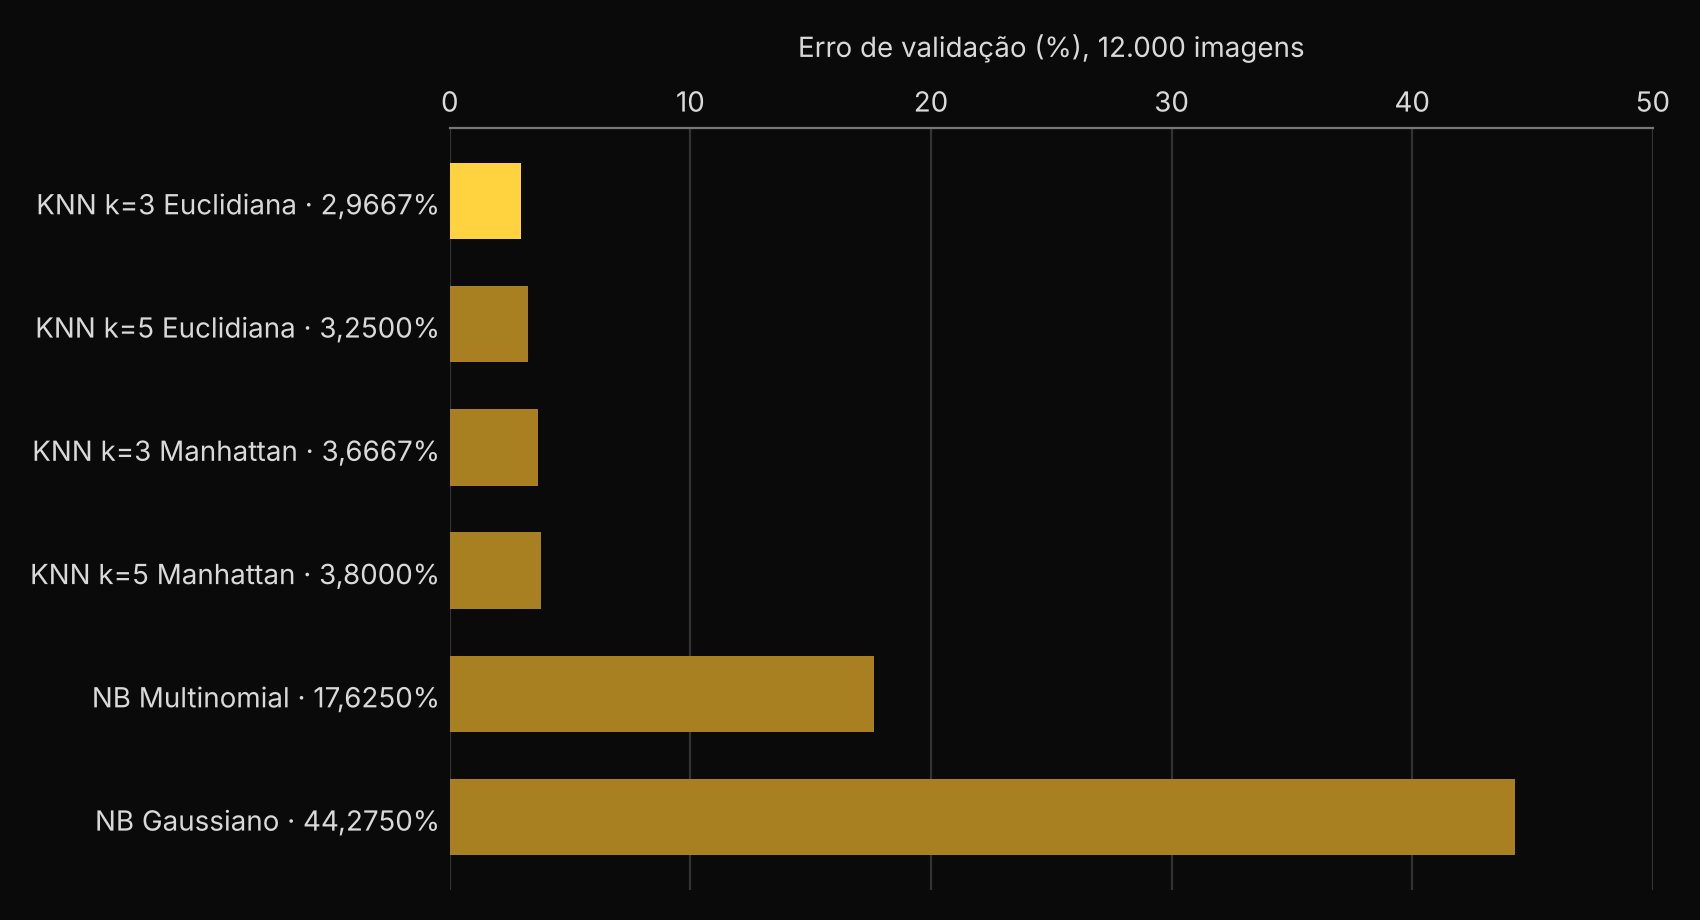 Erro de validação (%), 12.000 imagens
0 10 20 30 40 50
KNN k=3 Euclidiana · 2,9667%
KNN k=5 Euclidiana · 3,2500%
KNN k=3 Manhattan · 3,6667%
KNN k=5 Manhattan · 3,8000%
NB Multinomial · 17,6250%
NB Gaussiano · 44,2750%